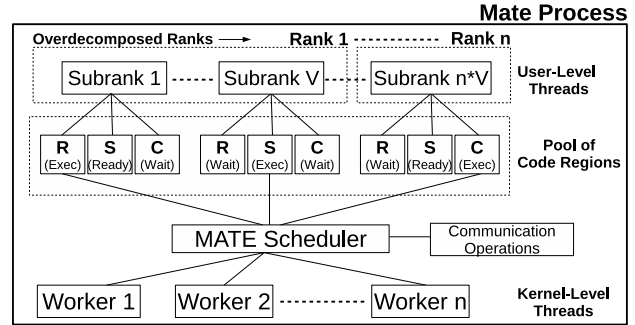 Mate Process
Overdecomposed Ranks Rank 1 Rank n
Subrank 1 Subrank V Subrank n*V
User-Level
Threads
R S C R S C R S C
(Exec) (Ready) (Wait) (Wait) (Exec) (Wait) (Wait) (Ready) (Exec)
Pool of
Code Regions
MATE Scheduler
Communication
Operations
Worker 1 Worker 2 Worker n
Kernel-Level
Threads